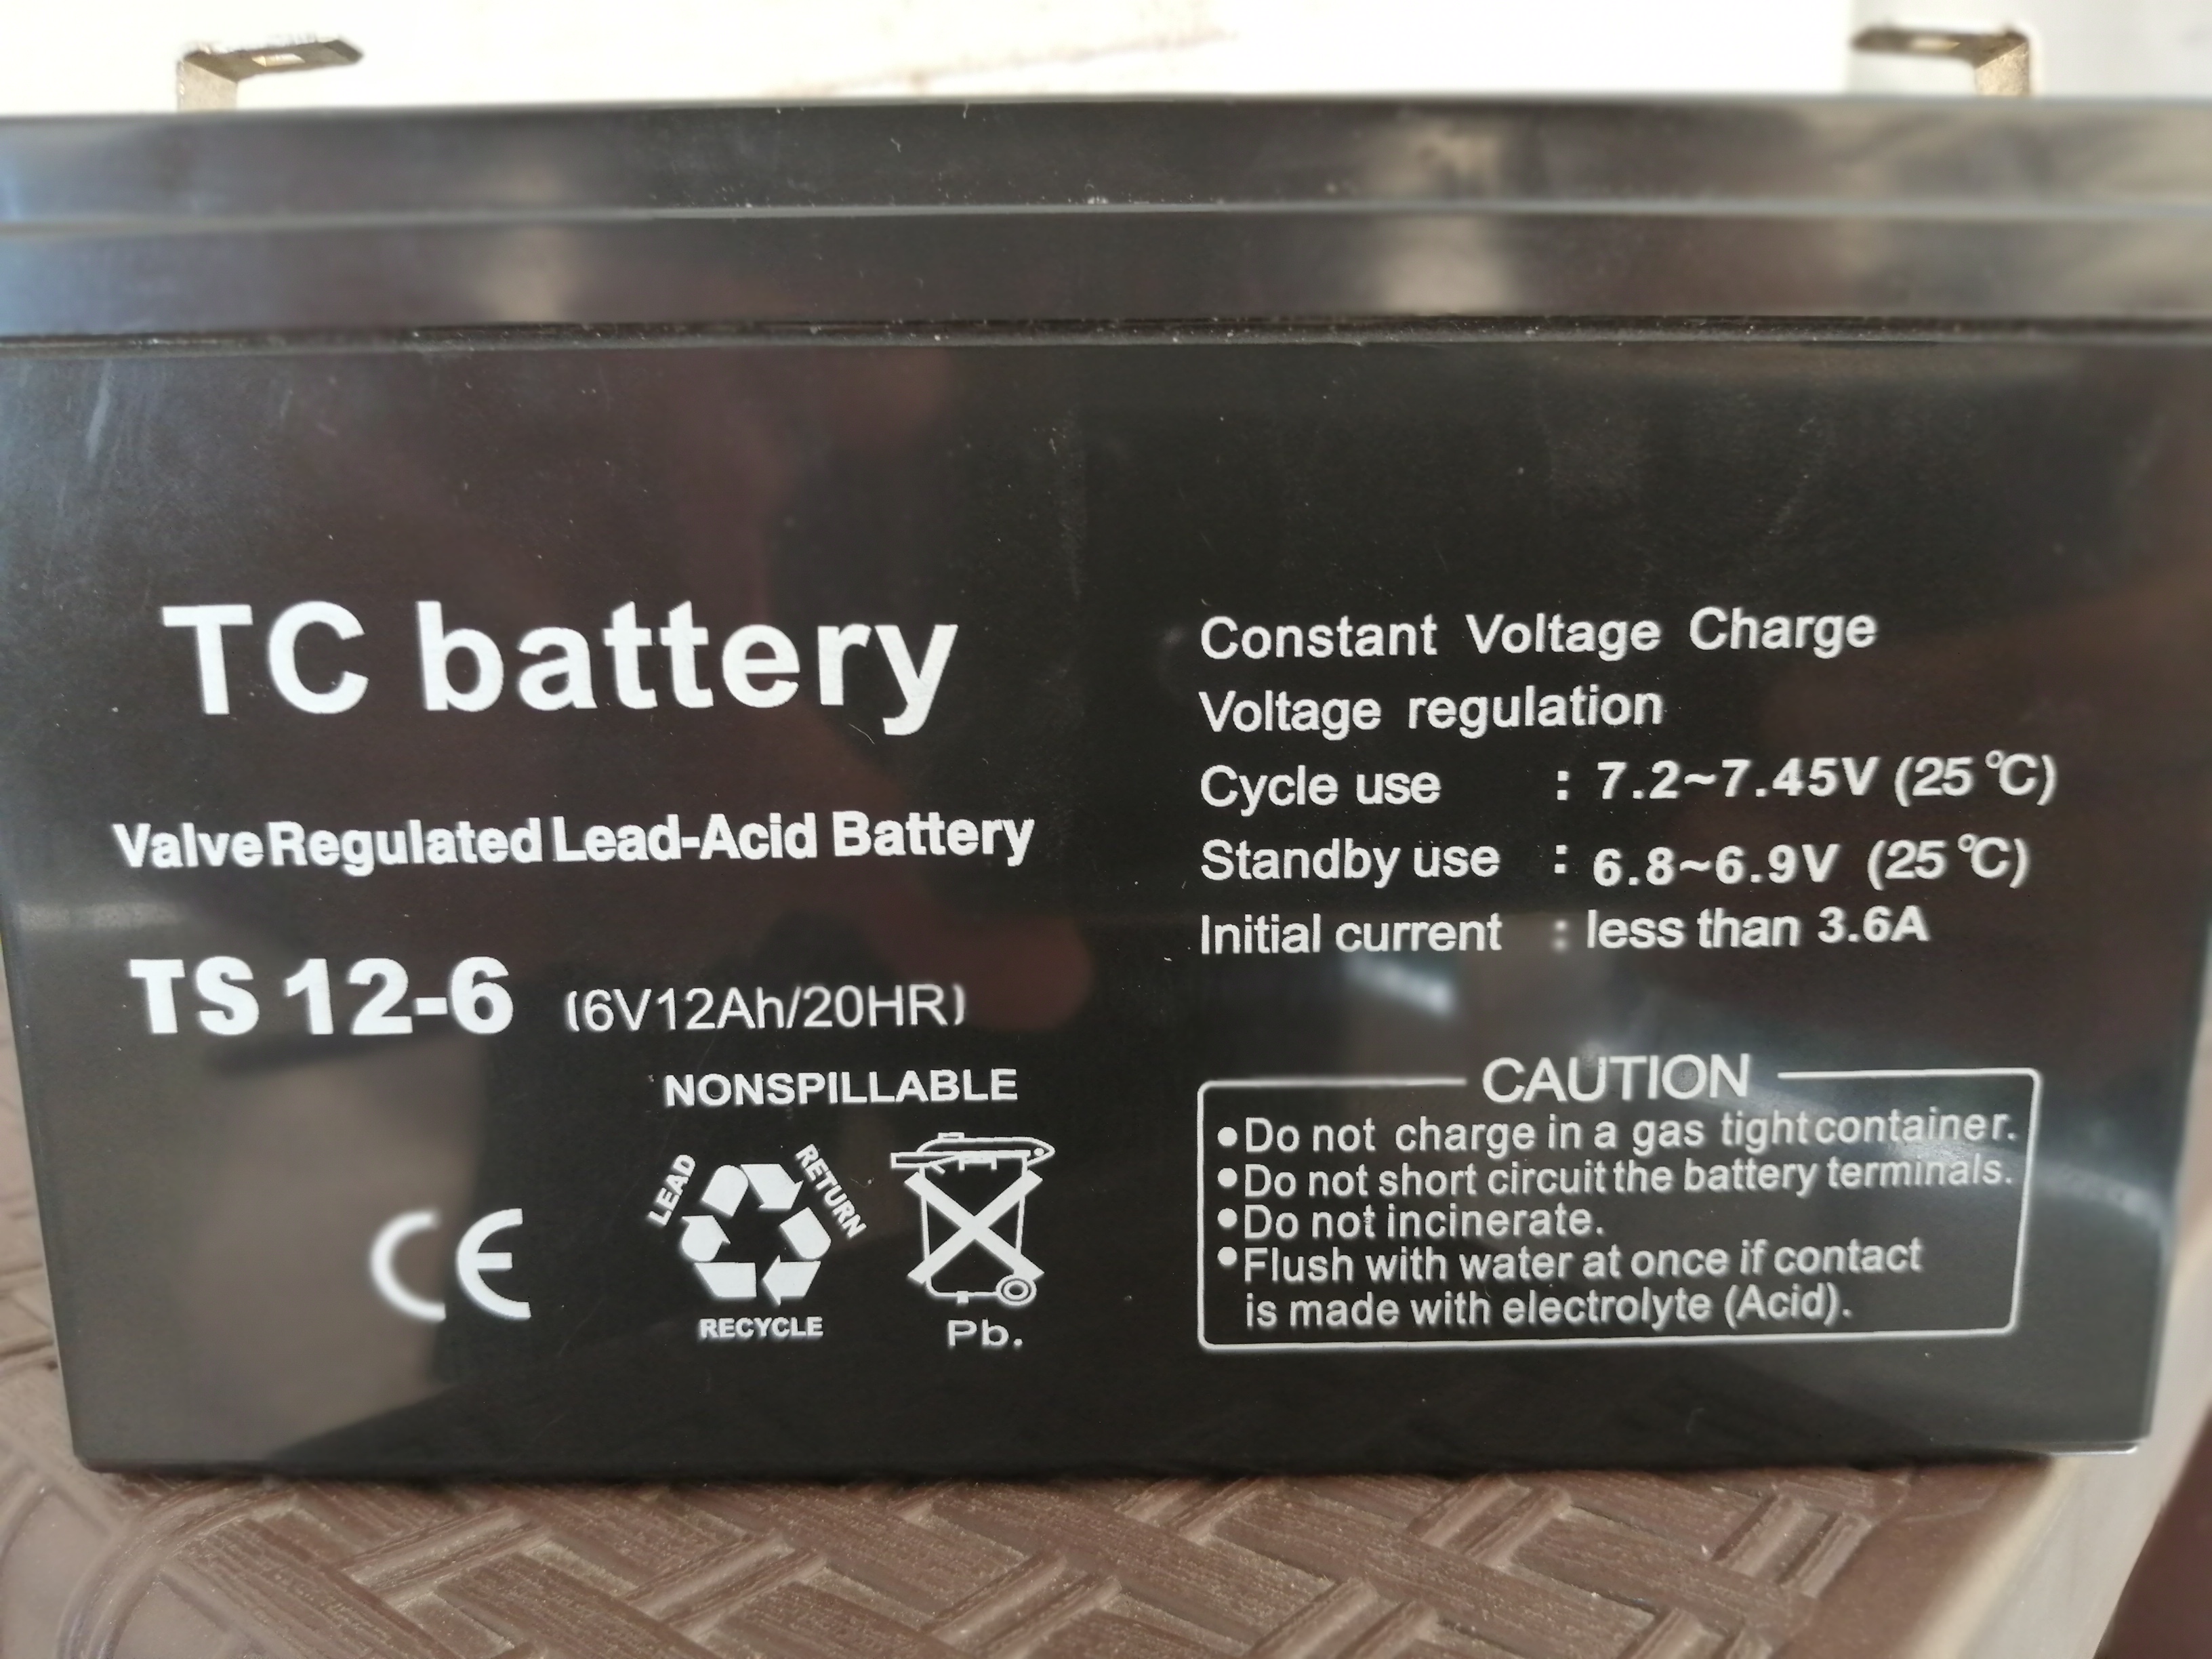 TC battery
Valve Regulated Lead-Acid Battery
TS 12-6 (6V12Ah/20HR)
NONSPILLABLE
CE
LEAD
RETURN
RECYCLE
Pb.
Constant Voltage Charge
Voltage regulation
Cycle use : 7.2~7.45V (25℃)
Standby use : 6.8~6.9V (25℃)
Initial current : less than 3.6A
CAUTION
●Do not charge in a gas tight container.
●Do not short circuit the battery terminals.
●Do not incinerate.
●Flush with water at once if contact
is made with electrolyte (Acid).